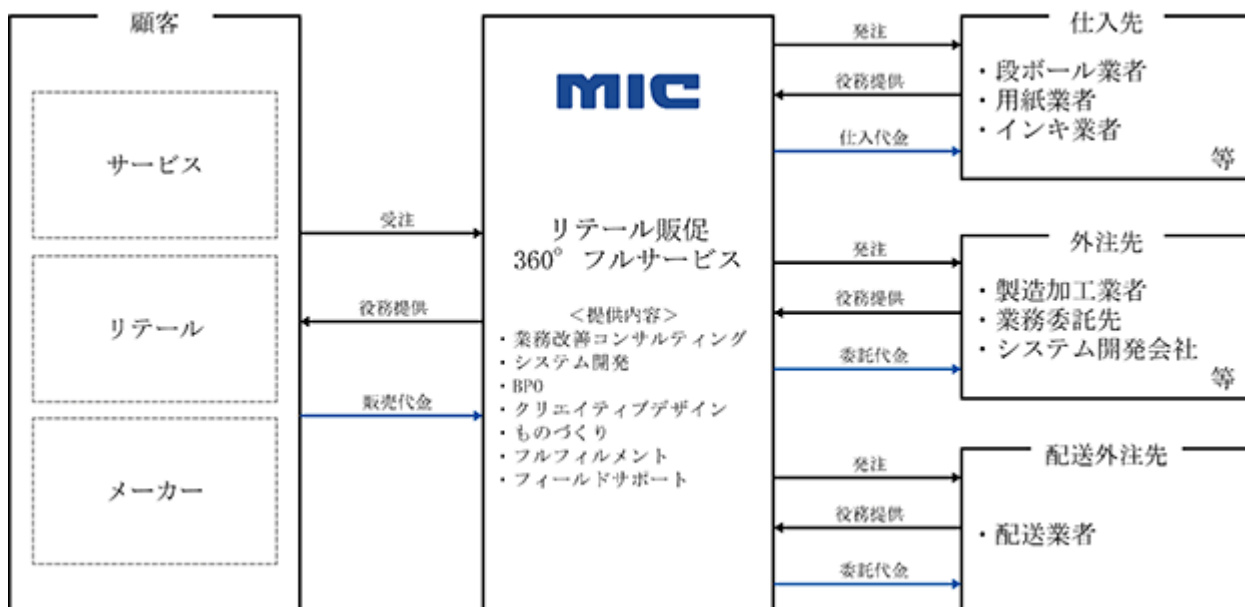 顧客
サービス
リテール
メーカー
受注
役務提供
販売代金
MIC
リテール販促
360° フルサービス
＜提供内容＞
・業務改善コンサルティング
・システム開発
・BPO
・クリエイティブデザイン
・ものづくり
・フルフィルメント
・フィールドサポート
発注
役務提供
仕入代金
仕入先
・段ボール業者
・用紙業者
・インキ業者
等
発注
役務提供
委託代金
外注先
・製造加工業者
・業務委託先
・システム開発会社
等
発注
役務提供
委託代金
配送外注先
・配送業者